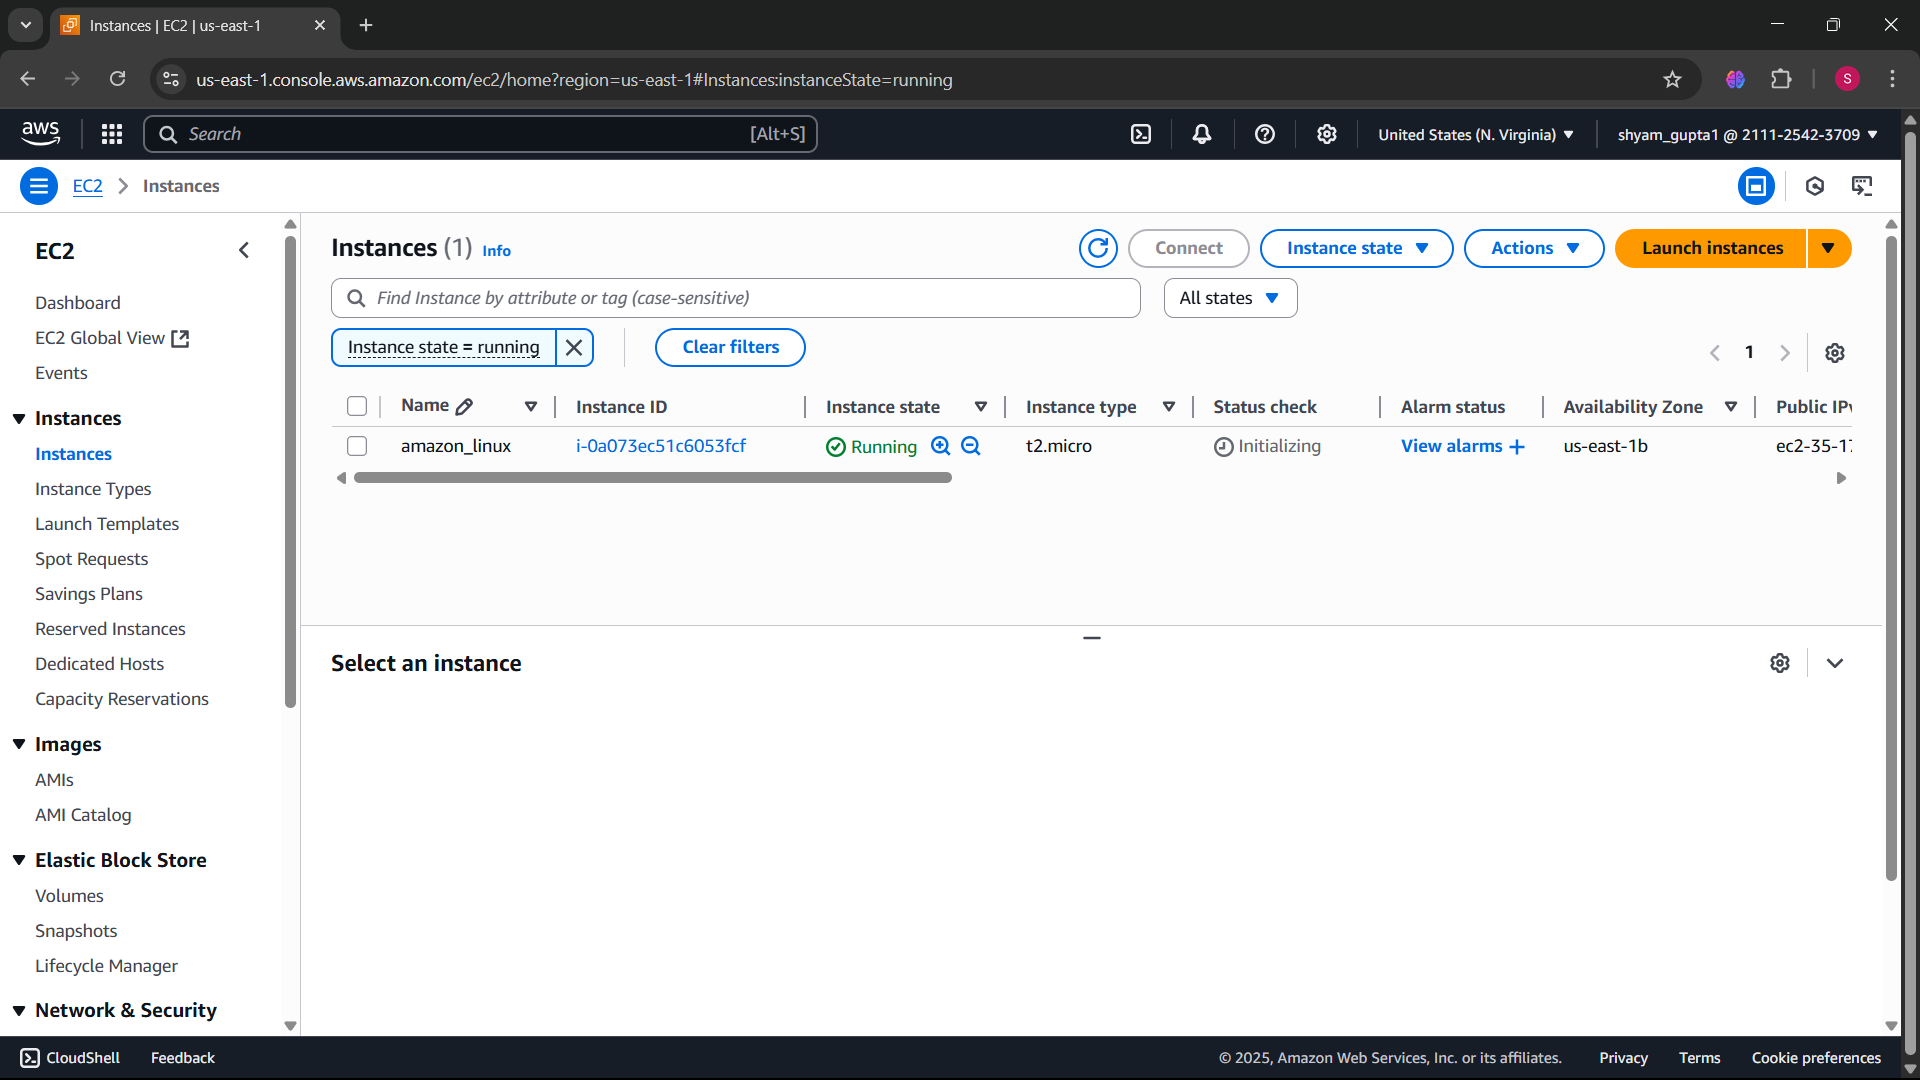 Instances | EC2 | us-east-1
us-east-1.console.aws.amazon.com/ec2/home?region=us-east-1#Instances:instanceState=running
S
aws
Search
[Alt+S]
United States (N. Virginia)
shyam_gupta1 @ 2111-2542-3709
EC2
Instances
EC2
Dashboard
EC2 Global View
Events
Instances
Instances
Instance Types
Launch Templates
Spot Requests
Savings Plans
Reserved Instances
Dedicated Hosts
Capacity Reservations
Images
AMIs
AMI Catalog
Elastic Block Store
Volumes
Snapshots
Lifecycle Manager
Network & Security
Instances (1) Info
Connect
Instance state
Actions
Launch instances
Find Instance by attribute or tag (case-sensitive)
All states
Instance state = running
Clear filters
1
Name
Instance ID
Instance state
Instance type
Status check
Alarm status
Availability Zone
Public IPv
amazon_linux
i-0a073ec51c6053fcf
Running
t2.micro
Initializing
View alarms +
us-east-1b
ec2-35-17
Select an instance
CloudShell
Feedback
© 2025, Amazon Web Services, Inc. or its affiliates.
Privacy
Terms
Cookie preferences